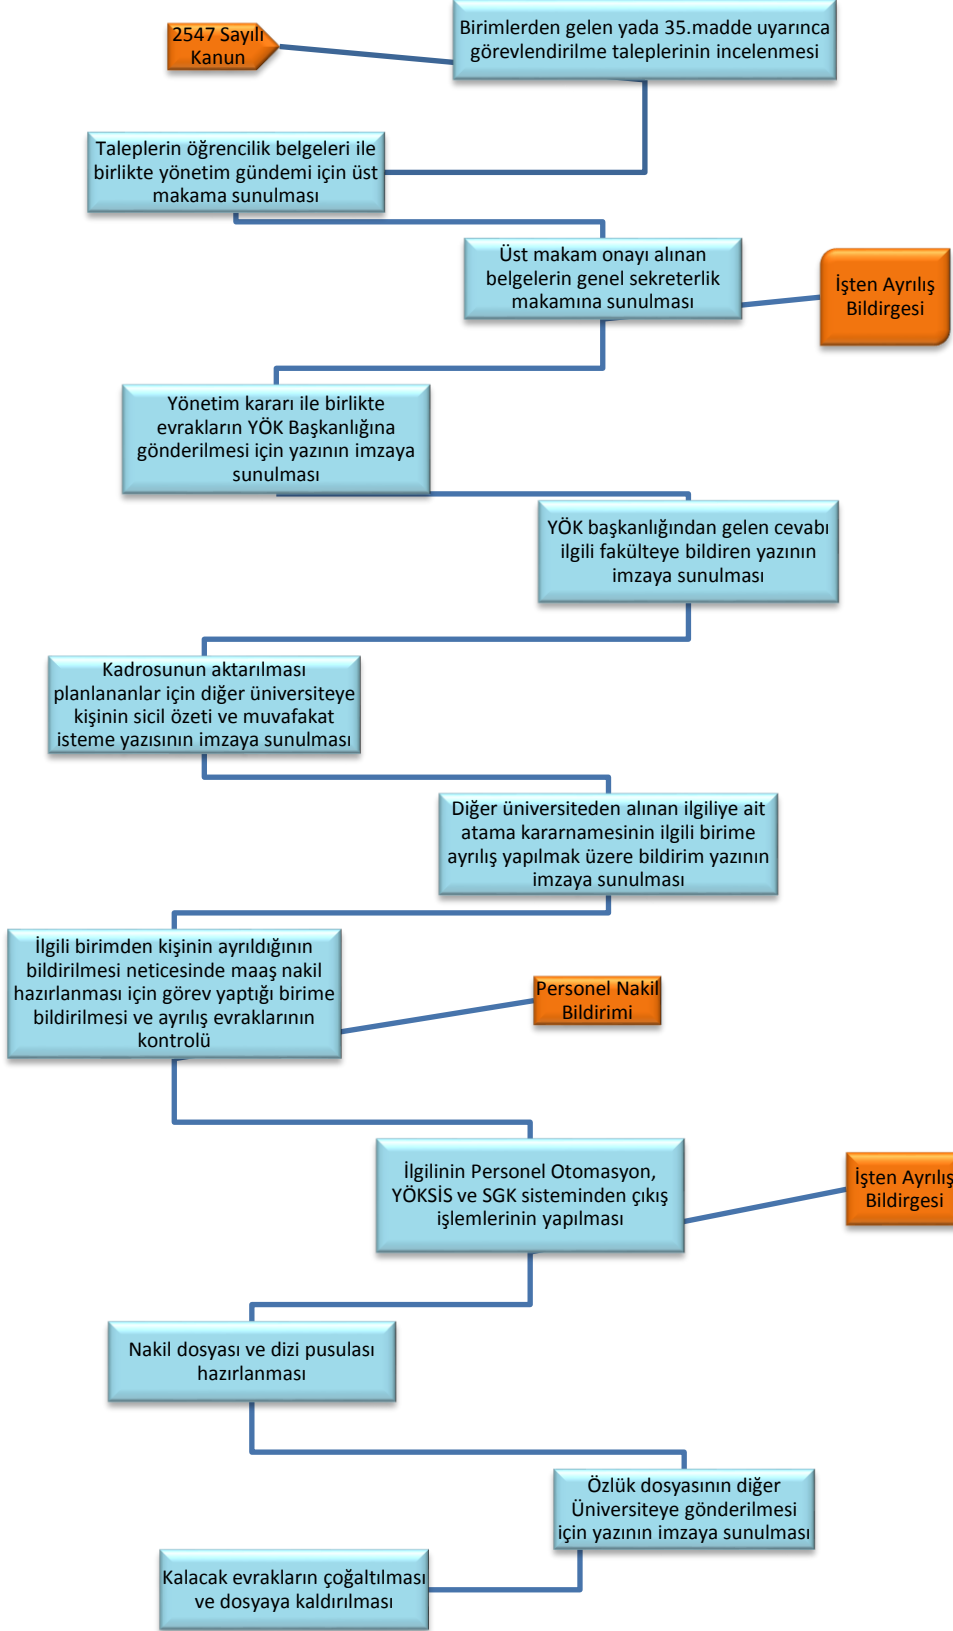 2547 Sayılı
Kanun
Birimlerden gelen yada 35.madde uyarınca
görevlendirilme taleplerinin incelenmesi
Taleplerin öğrencilik belgeleri ile
birlikte yönetim gündemi için üst
makama sunulması
Üst makam onayı alınan
belgelerin genel sekreterlik
makamına sunulması
İşten Ayrılış
Bildirgesi
Yönetim kararı ile birlikte
evrakların YÖK Başkanlığına
gönderilmesi için yazının imzaya
sunulması
YÖK başkanlığından gelen cevabı
ilgili fakülteye bildiren yazının
imzaya sunulması
Kadrosunun aktarılması
planlananlar için diğer üniversiteye
kişinin sicil özeti ve muvafakat
isteme yazısının imzaya sunulması
Diğer üniversiteden alınan ilgiliye ait
atama kararnamesinin ilgili birime
ayrılış yapılmak üzere bildirim yazının
imzaya sunulması
İlgili birimden kişinin ayrıldığının
bildirilmesi neticesinde maaş nakil
hazırlanması için görev yaptığı birime
bildirilmesi ve ayrılış evraklarının
kontrolü
Personel Nakil
Bildirimi
İlgilinin Personel Otomasyon,
YÖKSİS ve SGK sisteminden çıkış
işlemlerinin yapılması
İşten Ayrılış
Bildirgesi
Nakil dosyası ve dizi pusulası
hazırlanması
Özlük dosyasının diğer
Üniversiteye gönderilmesi
için yazının imzaya sunulması
Kalacak evrakların çoğaltılması
ve dosyaya kaldırılması